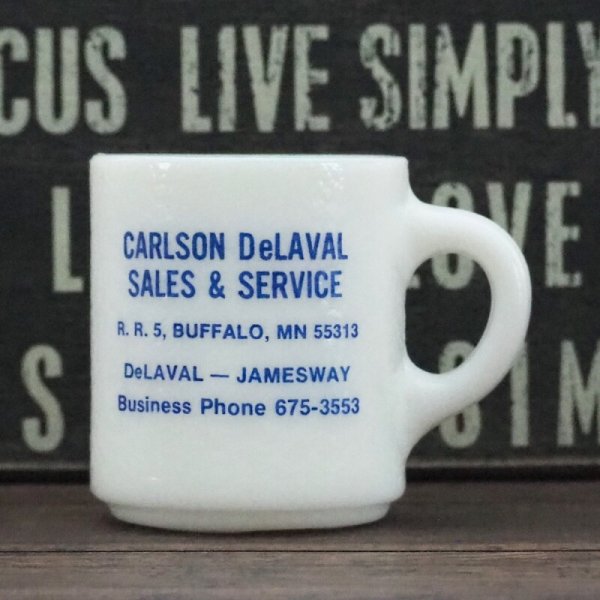 CUS LIVE SIMPLY
CARLSON DeLAVAL
SALES & SERVICE
R. R. 5, BUFFALO, MN 55313
DeLAVAL — JAMESWAY
Business Phone 675-3553